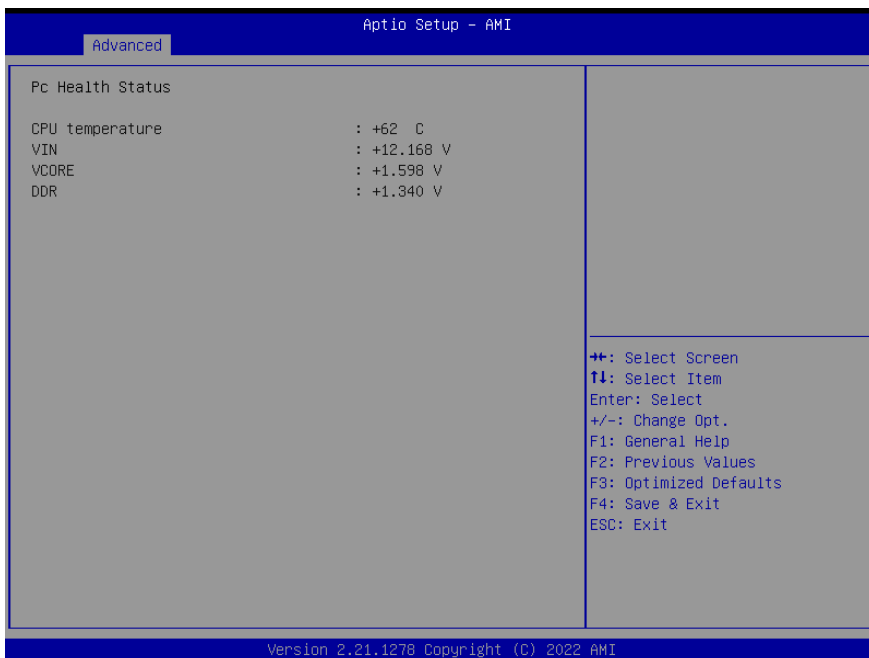 Aptio Setup – AMI
Advanced
Pc Health Status
CPU temperature : +62 C
VIN : +12.168 V
VCORE : +1.598 V
DDR : +1.340 V
→←: Select Screen
↑↓: Select Item
Enter: Select
+/-: Change Opt.
F1: General Help
F2: Previous Values
F3: Optimized Defaults
F4: Save & Exit
ESC: Exit
Version 2.21.1278 Copyright (C) 2022 AMI